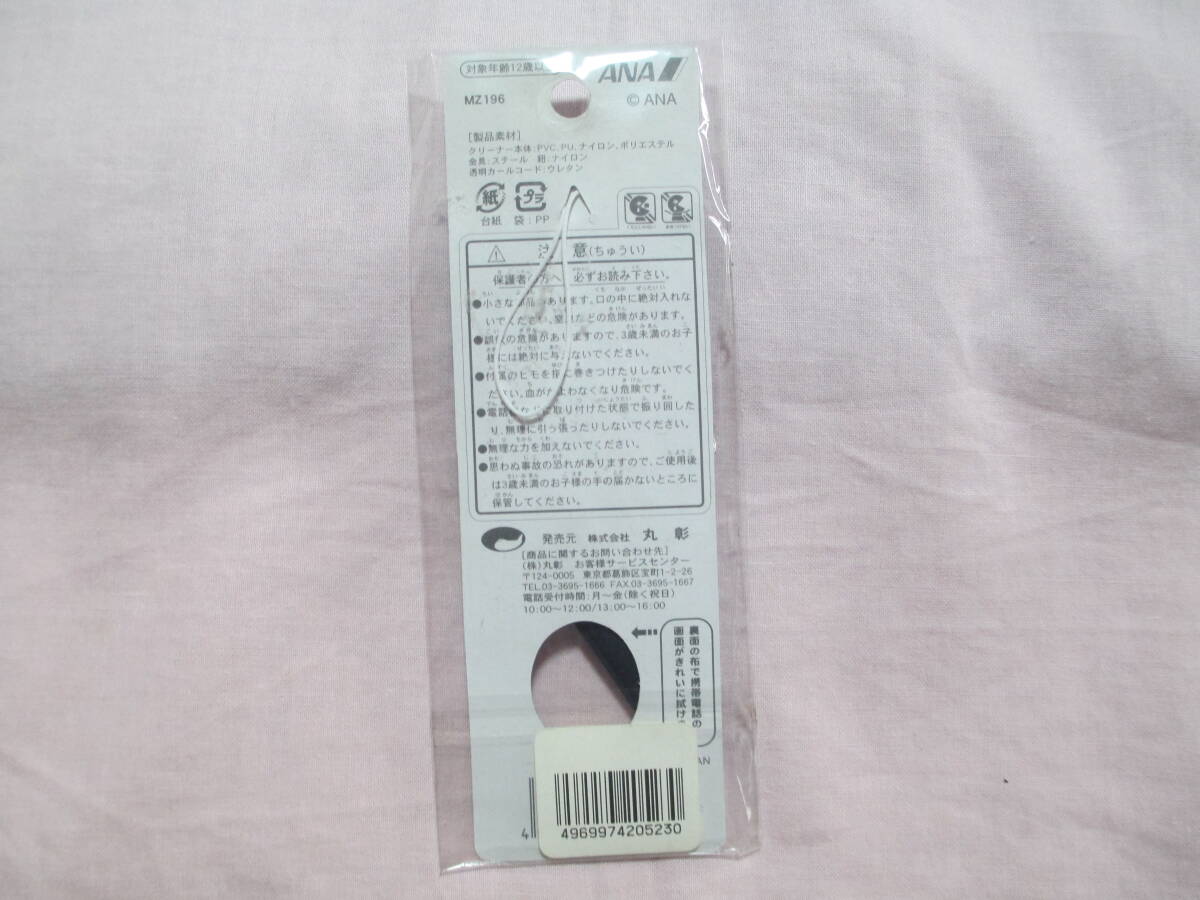 対象年齢12歳以
ANA
MZ196
© ANA
[製品素材]
クリーナー本体:PVC、PU、ナイロン、ポリエステル
金具:スチール 紐:ナイロン
透明カールコード:ウレタン
紙
プラ
台紙 袋:PP
注 意(ちゅうい)
保護者 方へ 必ずお読み下さい。
●小さな 品 あります。口の中に絶対入れな
いでください。窒 などの危険があります。
の危険がありますので、3歳未満のお子
様には絶対に与えないでください。
●付属のヒモを指に巻きつけたりしないでく
ださい。血が かよわなくなり危険です。
●電話 に取り付けた状態で振り回した
り、無理に引っ張ったりしないでください。
●無理な力を加えないでください。
●思わぬ事故の恐れがありますので、ご使用後
は3歳未満のお子様の手の届かないところに
保管してください。
発売元 株式会社 丸 彰
[商品に関するお問い合わせ先]
(株)丸彰 お客様サービスセンター
〒124-0005 東京都葛飾区宝町1-2-26
TEL.03-3695-1666 FAX.03-3695-1667
電話受付時間:月〜金(除く祝日)
10:00〜12:00/13:00〜16:00
裏面の布で携帯電話の
画面がきれいに拭け
AN
4
4969974205230